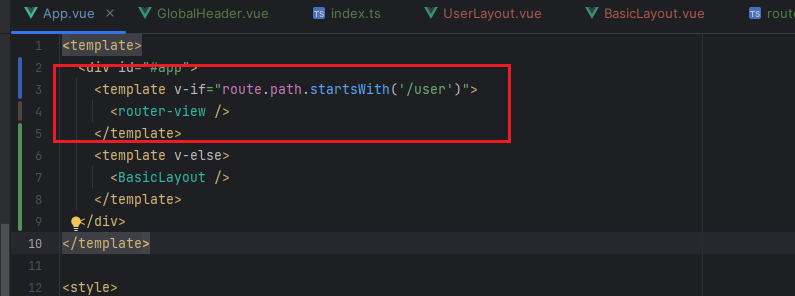 App.vue GlobalHeader.vue index.ts UserLayout.vue BasicLayout.vue
1 <template>
2 <div id="#app">
3 <template v-if="route.path.startsWith('/user')">
4 <router-view />
5 </template>
6 <template v-else>
7 <BasicLayout />
8 </template>
9 </div>
10 </template>
11
12 <style>